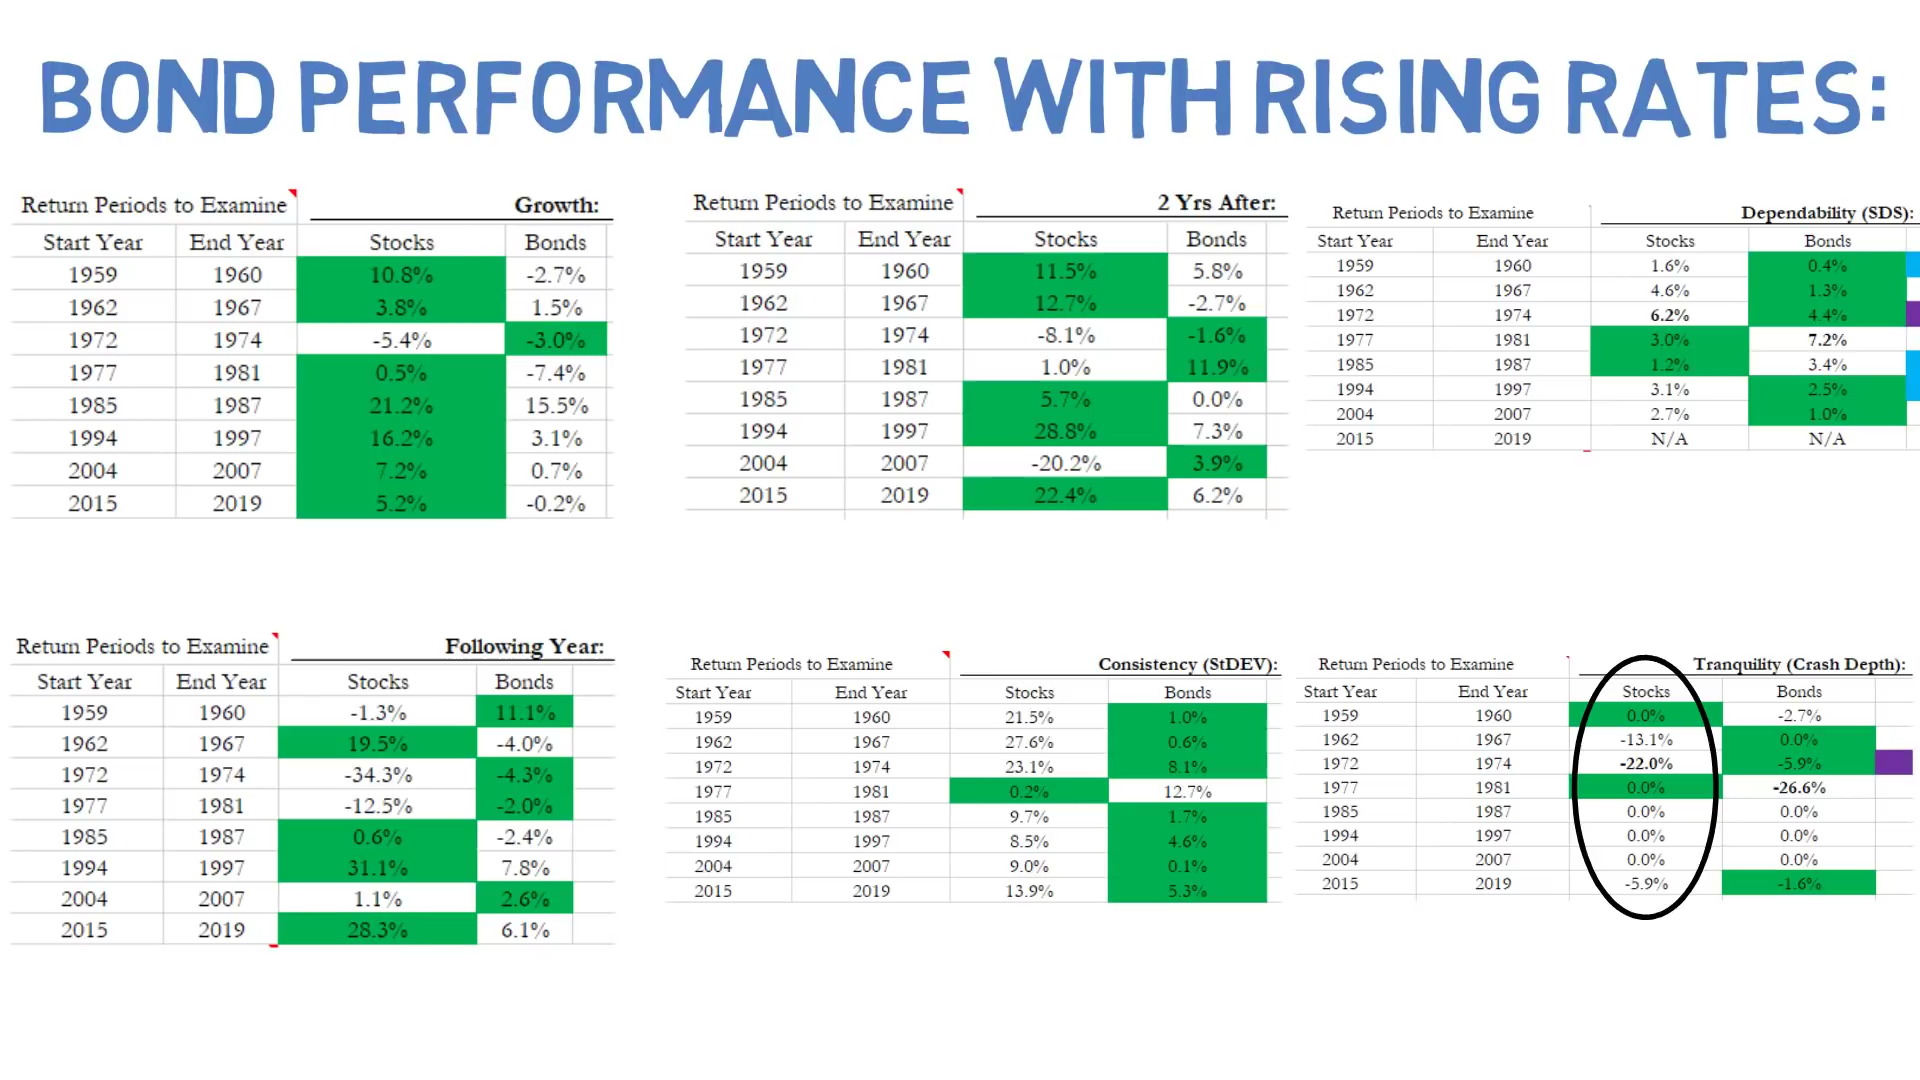 BOND PERFORMANCE WITH RISING RATES:
Return Periods to Examine Growth:
Start Year End Year Stocks Bonds
1959 1960 10.8% -2.7%
1962 1967 3.8% 1.5%
1972 1974 -5.4% -3.0%
1977 1981 0.5% -7.4%
1985 1987 21.2% 15.5%
1994 1997 16.2% 3.1%
2004 2007 7.2% 0.7%
2015 2019 5.2% -0.2%
Return Periods to Examine 2 Yrs After:
Start Year End Year Stocks Bonds
1959 1960 11.5% 5.8%
1962 1967 12.7% -2.7%
1972 1974 -8.1% -1.6%
1977 1981 1.0% 11.9%
1985 1987 5.7% 0.0%
1994 1997 28.8% 7.3%
2004 2007 -20.2% 3.9%
2015 2019 22.4% 6.2%
Return Periods to Examine Dependability (SDS):
Start Year End Year Stocks Bonds
1959 1960 1.6% 0.4%
1962 1967 4.6% 1.3%
1972 1974 6.2% 4.4%
1977 1981 3.0% 7.2%
1985 1987 1.2% 3.4%
1994 1997 3.1% 2.5%
2004 2007 2.7% 1.0%
2015 2019 N/A N/A
Return Periods to Examine Following Year:
Start Year End Year Stocks Bonds
1959 1960 -1.3% 11.1%
1962 1967 19.5% -4.0%
1972 1974 -34.3% -4.3%
1977 1981 -12.5% -2.0%
1985 1987 0.6% -2.4%
1994 1997 31.1% 7.8%
2004 2007 1.1% 2.6%
2015 2019 28.3% 6.1%
Return Periods to Examine Consistency (StDEV):
Start Year End Year Stocks Bonds
1959 1960 21.5% 1.0%
1962 1967 27.6% 0.6%
1972 1974 23.1% 8.1%
1977 1981 0.2% 12.7%
1985 1987 9.7% 1.7%
1994 1997 8.5% 4.6%
2004 2007 9.0% 0.1%
2015 2019 13.9% 5.3%
Return Periods to Examine Tranquility (Crash Depth):
Start Year End Year Stocks Bonds
1959 1960 0.0% -2.7%
1962 1967 -13.1% 0.0%
1972 1974 -22.0% -5.9%
1977 1981 0.0% -26.6%
1985 1987 0.0% 0.0%
1994 1997 0.0% 0.0%
2004 2007 0.0% 0.0%
2015 2019 -5.9% -1.6%